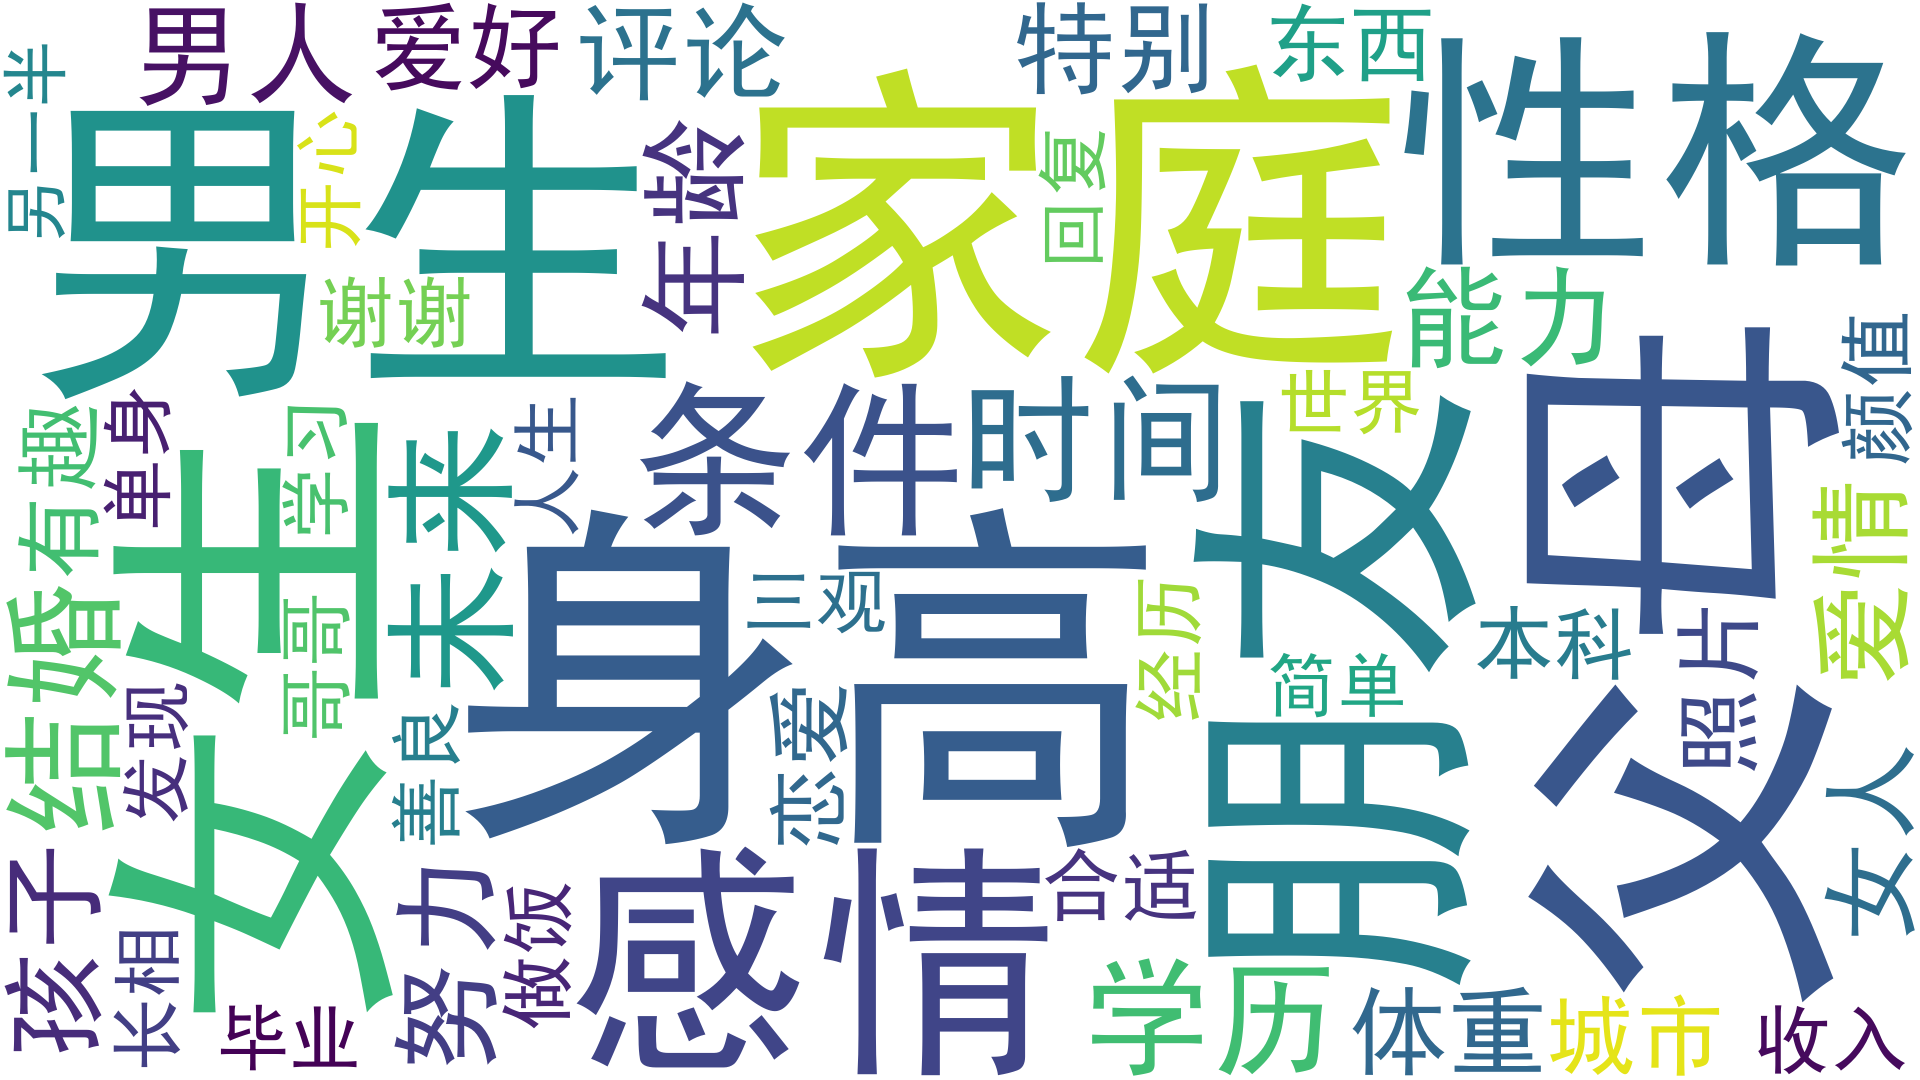 男人
爱好
评论
特别
东西
性格
另一半
男生
开心
年龄
家庭
回复
谢谢
能力
父母
颜值
世界
有趣
单身
女生
学习
未来
人生
条件
时间
朋友
爱情
结婚
哥哥
身高
三观
经历
本科
照片
简单
发现
善良
恋爱
女人
孩子
长相
努力
做饭
感情
合适
学历
体重
城市
收入
毕业